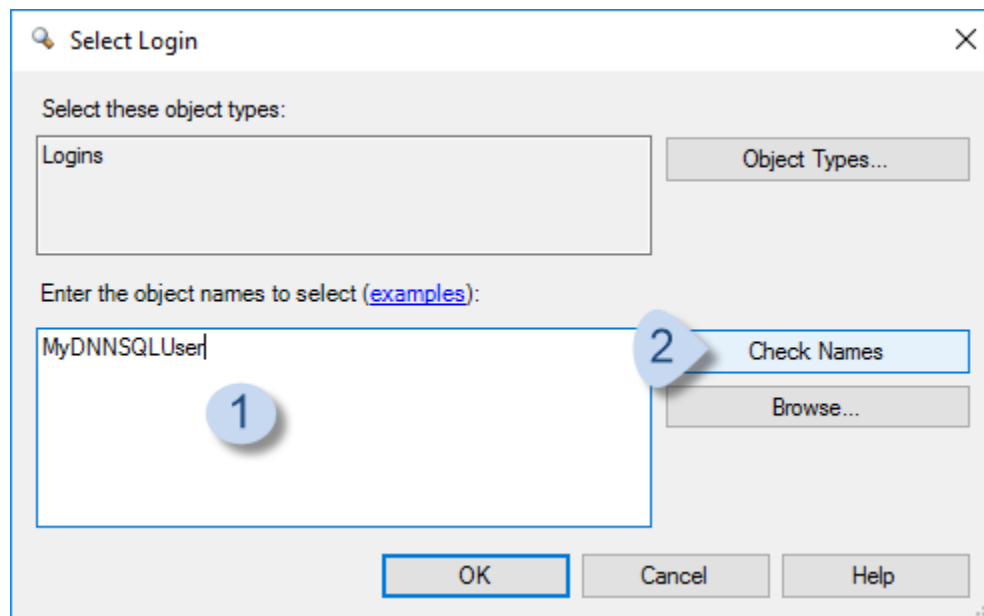 Select Login
Select these object types:
Logins
Object Types...
Enter the object names to select (examples):
MyDNNSQLUser
1
2
Check Names
Browse...
OK
Cancel
Help